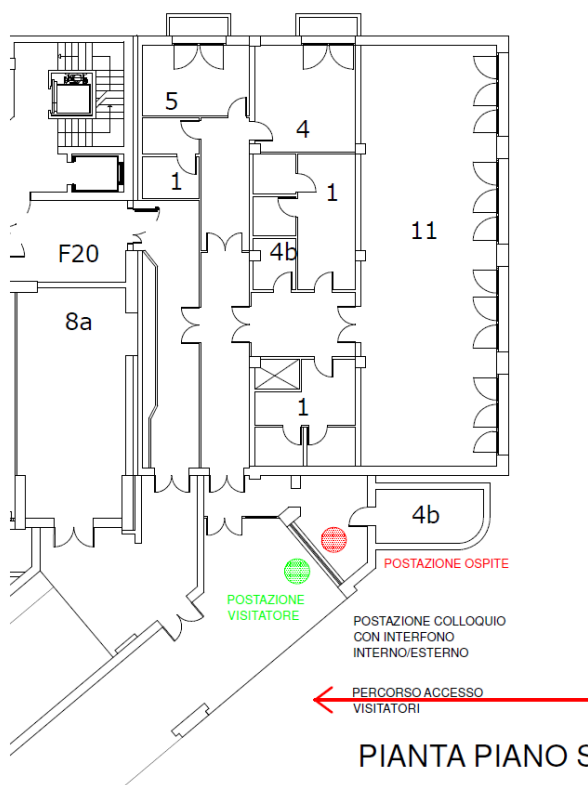 5
4
1
1
11
4b
F20
8a
1
4b
POSTAZIONE OSPITE
POSTAZIONE
VISITATORE
POSTAZIONE COLLOQUIO
CON INTERFONO
INTERNO/ESTERNO
PERCORSO ACCESSO
VISITATORI
PIANTA PIANO S